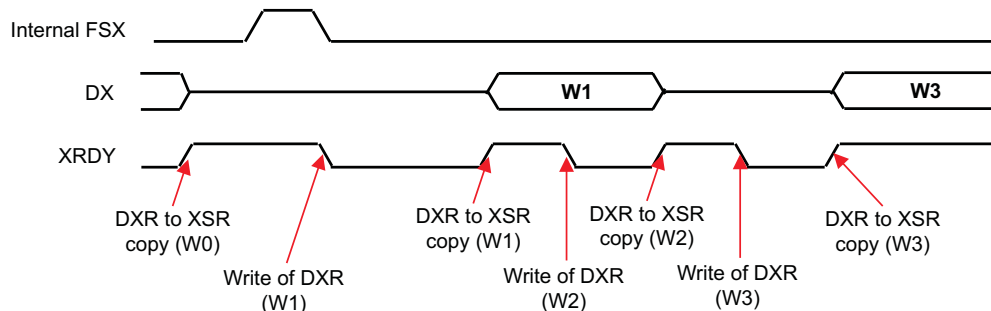 Internal FSX
DX
W1
W3
XRDY
DXR to XSR
copy (W0)
Write of DXR
(W1)
DXR to XSR
copy (W1)
Write of DXR
(W2)
DXR to XSR
copy (W2)
Write of DXR
(W3)
DXR to XSR
copy (W3)